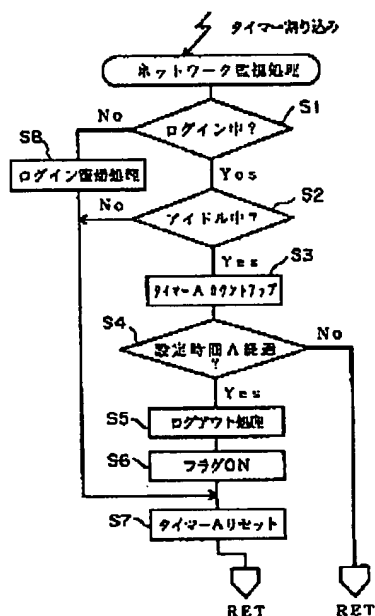 タイマー割り込み
ネットワーク監視処理
S1
ログイン中?
No
Yes
S8
ログイン監視処理
S2
アイドル中?
No
Yes
S3
タイマーAカウントアップ
S4
設定時間A経過
?
No
Yes
S5
ログアウト処理
S6
フラグON
S7
タイマーAリセット
RET
RET